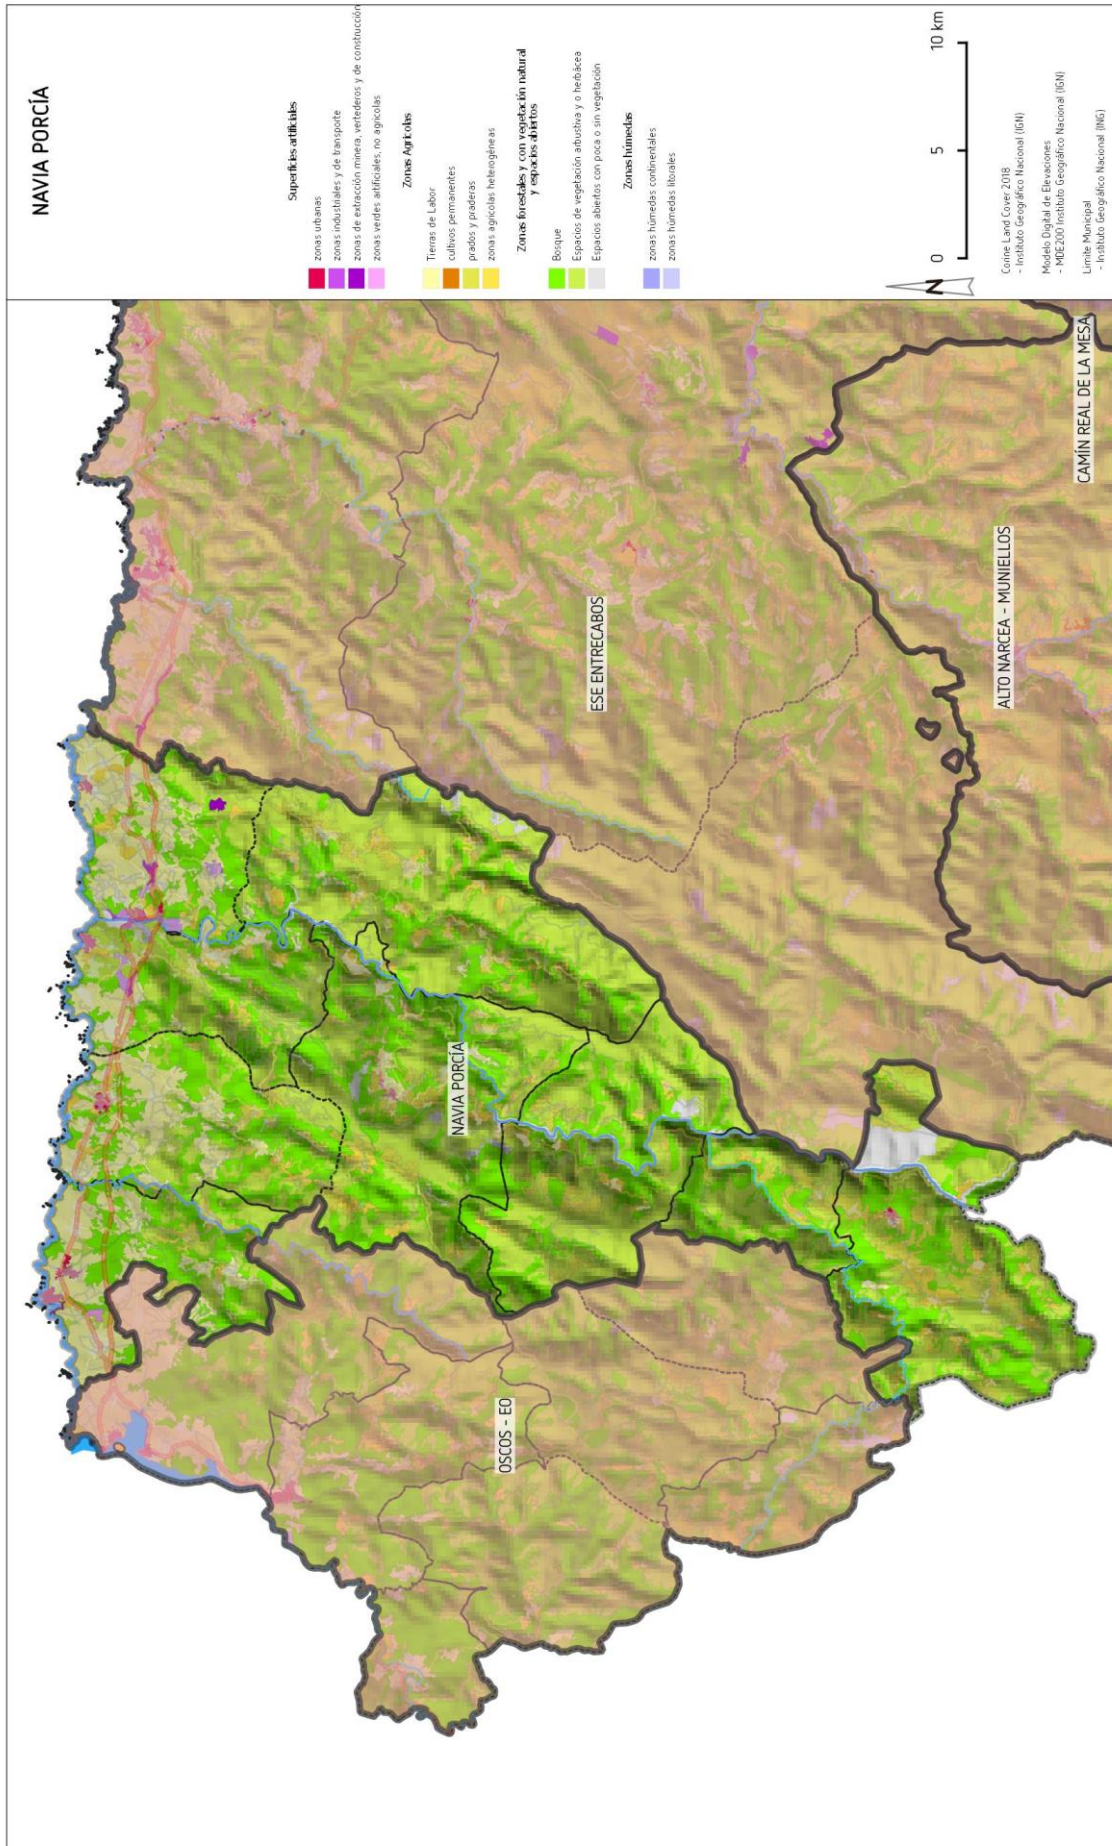 NAVIA PORCÍA
Superficies artificiales
zonas urbanas
zonas industriales y de transporte
zonas de extracción minera, vertederos y de construcción
zonas verdes artificiales, no agrícolas
Zonas Agrícolas
Tierras de Labor
cultivos permanentes
prados y praderas
zonas agrícolas heterogéneas
Zonas forestales y con vegetación natural
y espacios abiertos
Bosque
Espacios de vegetación arbustiva y o herbácea
Espacios abiertos con poca o sin vegetación
Zonas húmedas
zonas húmedas continentales
zonas húmedas litorales
N
0 5 10 km
Corine Land Cover 2018
- Instituto Geográfico Nacional (IGN)
Modelo Digital de Elevaciones
- MDE200 Instituto Geográfico Nacional (IGN)
Limite Municipal
- Instituto Geográfico Nacional (ING)
OSCOS - EO
NAVIA PORCÍA
ESE ENTRECABOS
ALTO NARCEA - MUNIELLOS
CAMÍN REAL DE LA MESA